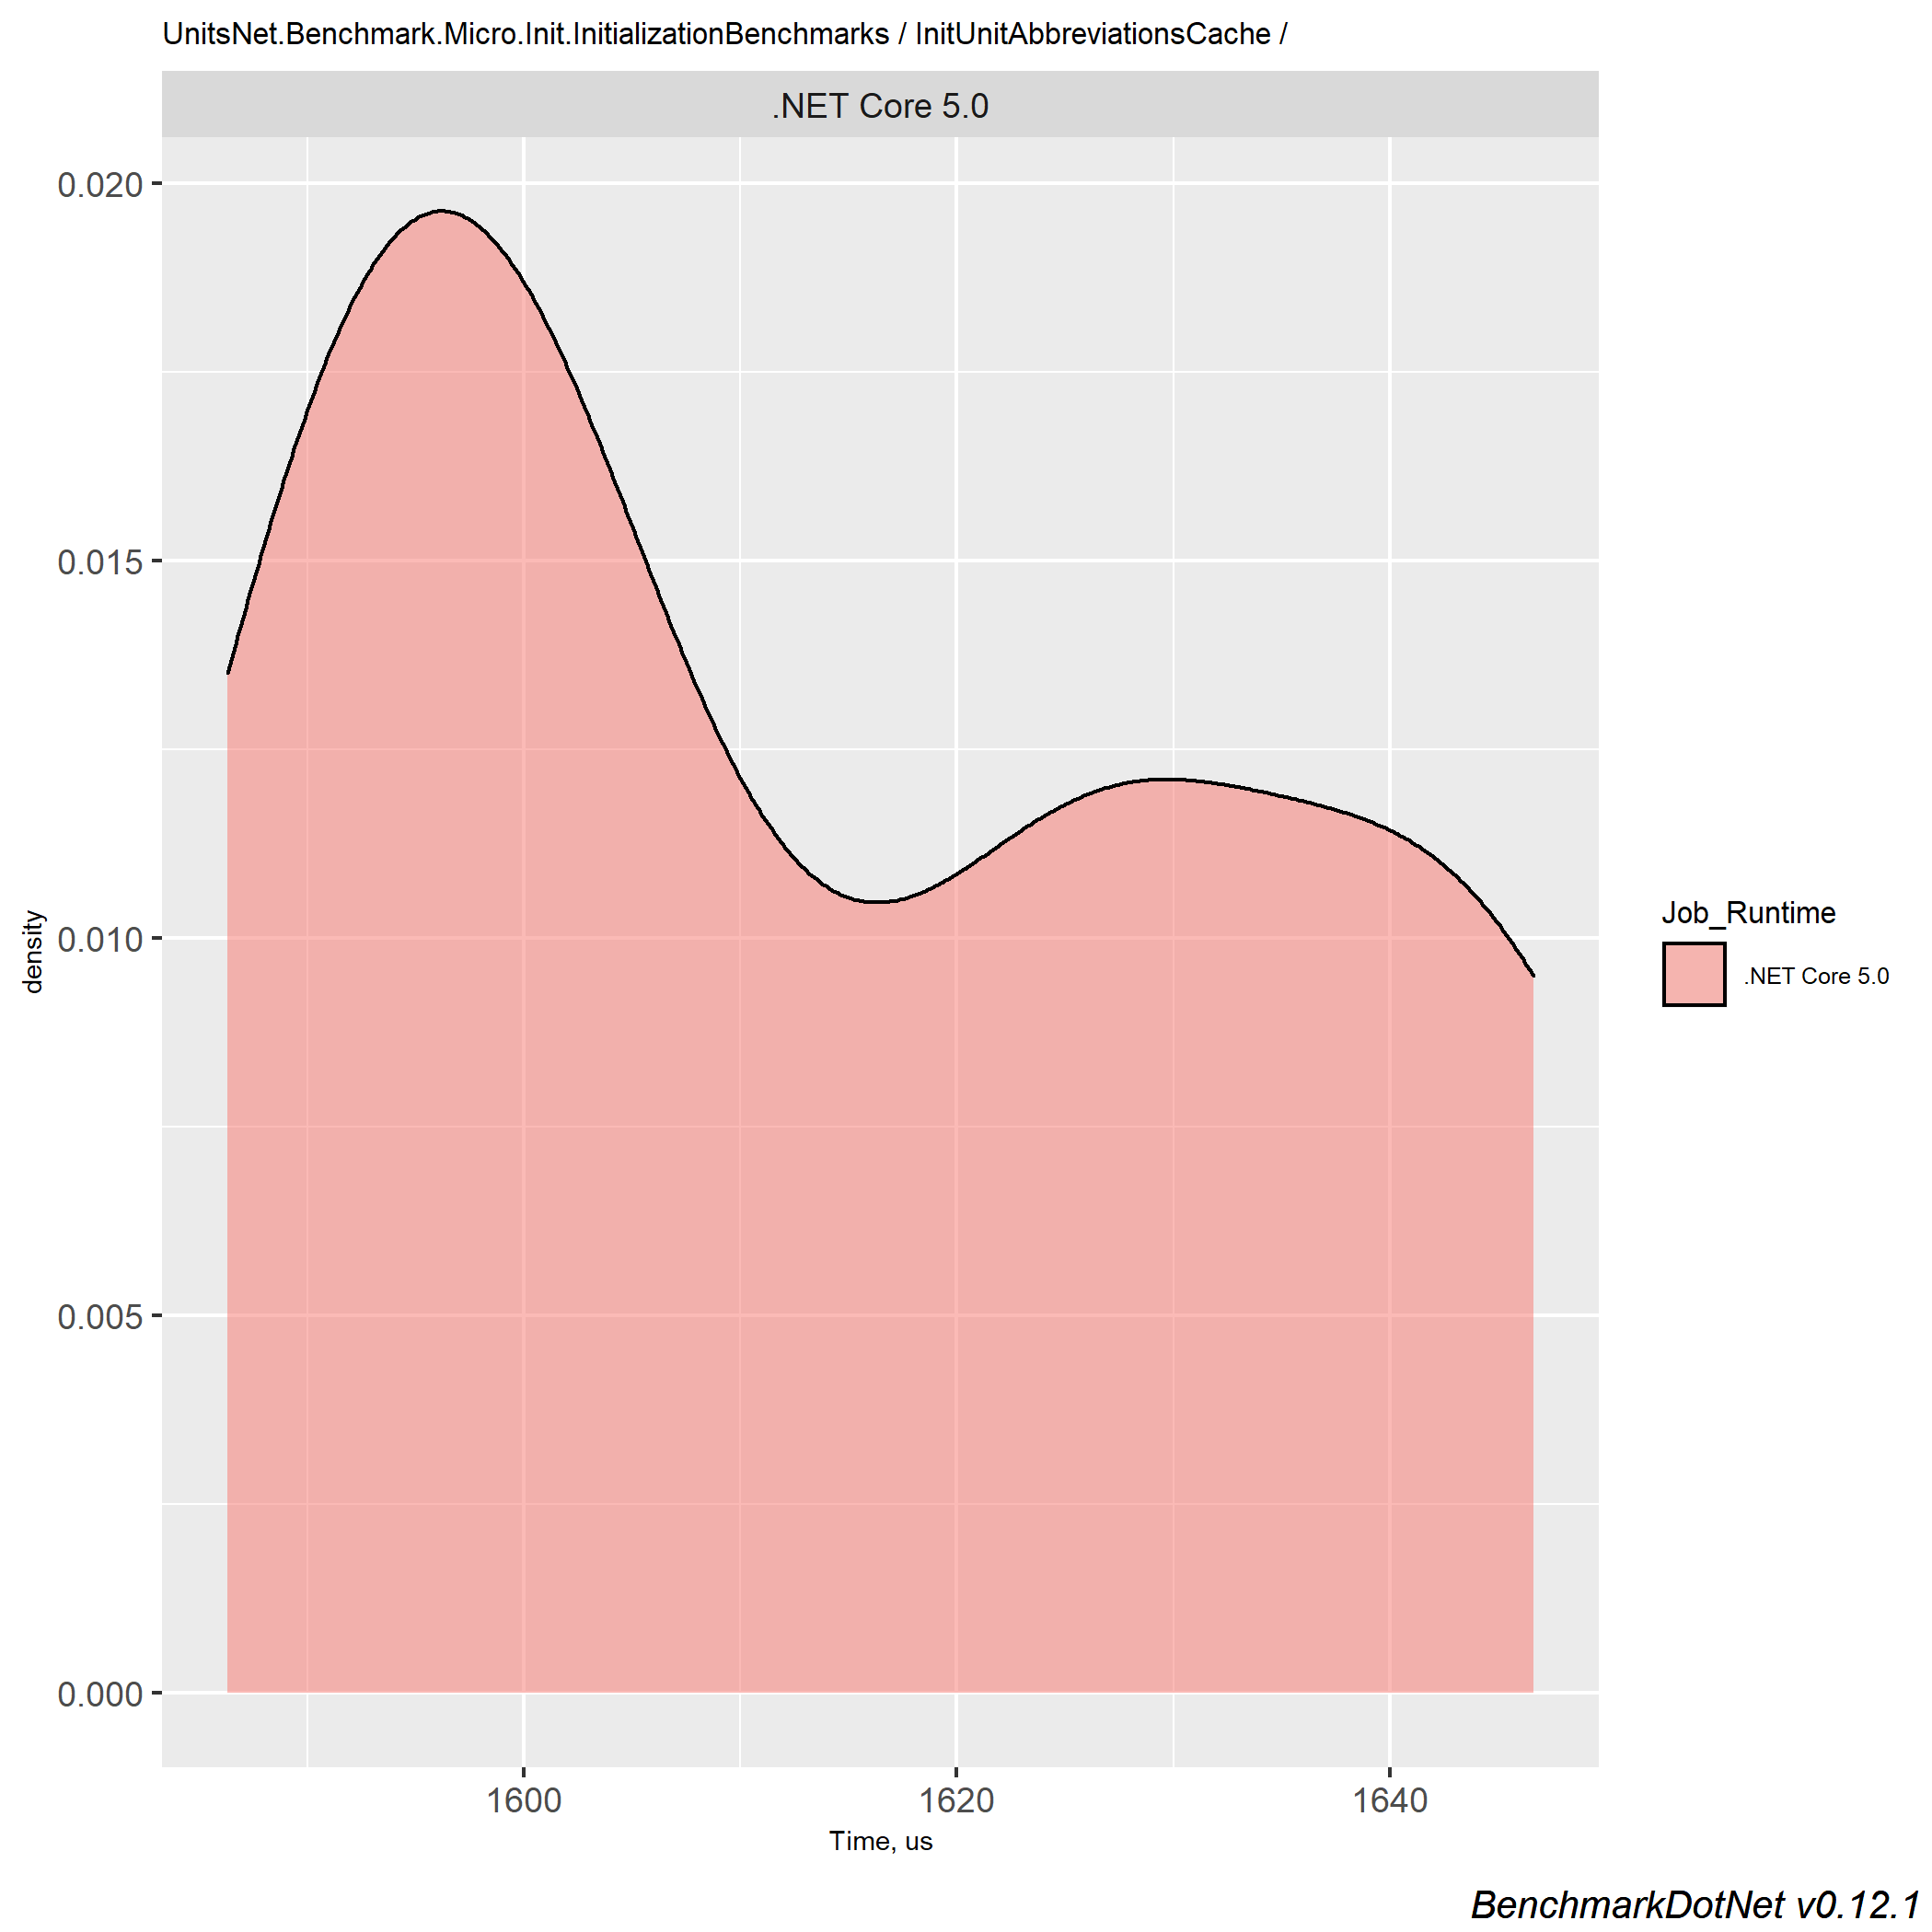 UnitsNet.Benchmark.Micro.Init.InitializationBenchmarks / InitUnitAbbreviationsCache /
.NET Core 5.0
0.020
0.015
0.010
0.005
0.000
density
1600 1620 1640
Time, us
Job_Runtime
.NET Core 5.0
BenchmarkDotNet v0.12.1